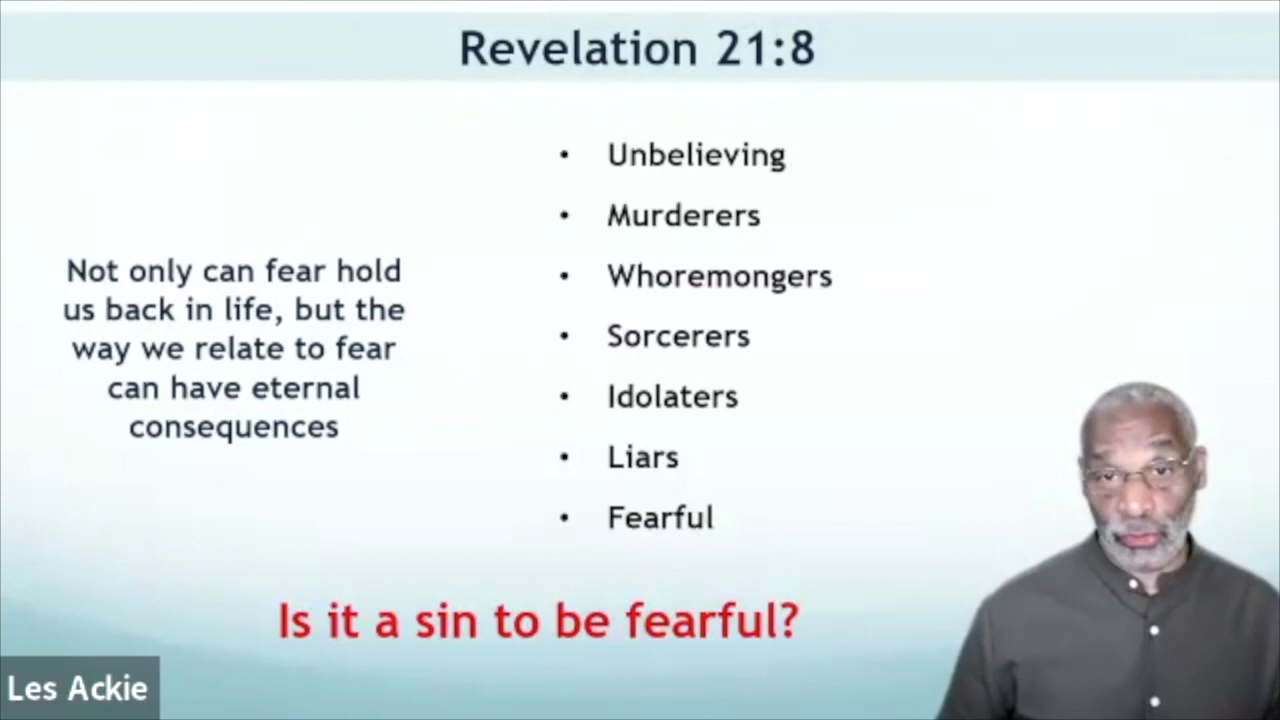 Revelation 21:8
Not only can fear hold
us back in life, but the
way we relate to fear
can have eternal
consequences
• Unbelieving
• Murderers
• Whoremongers
• Sorcerers
• Idolaters
• Liars
• Fearful
Is it a sin to be fearful?
Les Ackie